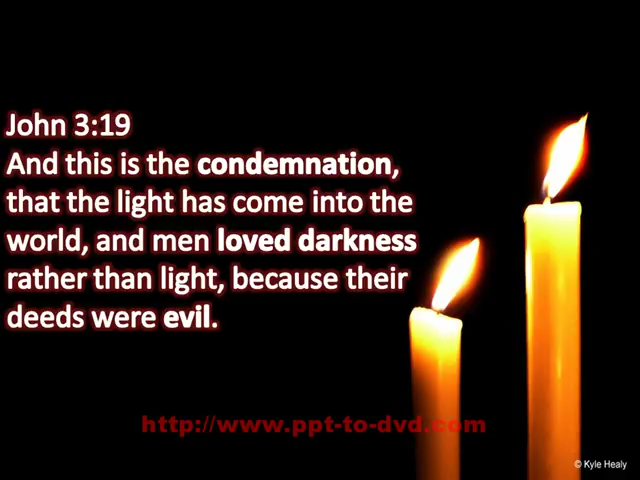 John 3:19
And this is the condemnation,
that the light has come into the
world, and men loved darkness
rather than light, because their
deeds were evil.
http://www.ppt-to-dvd.com
© Kyle Healy